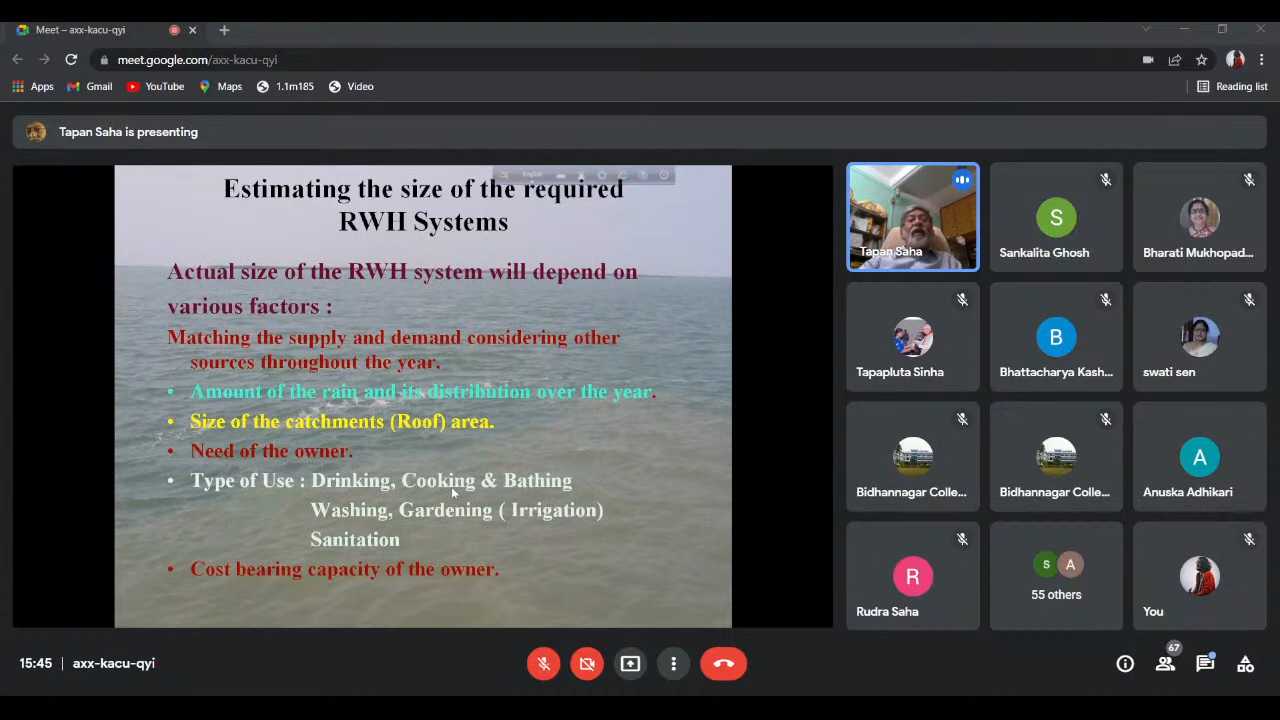 Meet – axx-kacu-qyi
meet.google.com/axx-kacu-qyi
Apps Gmail YouTube Maps 1.1m185 Video Reading list
Tapan Saha is presenting
English
Estimating the size of the required
RWH Systems
Actual size of the RWH system will depend on
various factors :
Matching the supply and demand considering other
sources throughout the year.
• Amount of the rain and its distribution over the year.
• Size of the catchments (Roof) area.
• Need of the owner.
• Type of Use : Drinking, Cooking & Bathing
Washing, Gardening ( Irrigation)
Sanitation
• Cost bearing capacity of the owner.
Tapan Saha
S
Sankalita Ghosh
Bharati Mukhopad...
Tapapluta Sinha
B
Bhattacharya Kash...
swati sen
Bidhannagar Colle...
Bidhannagar Colle...
A
Anuska Adhikari
R
Rudra Saha
S A
55 others
You
15:45 | axx-kacu-qyi
67